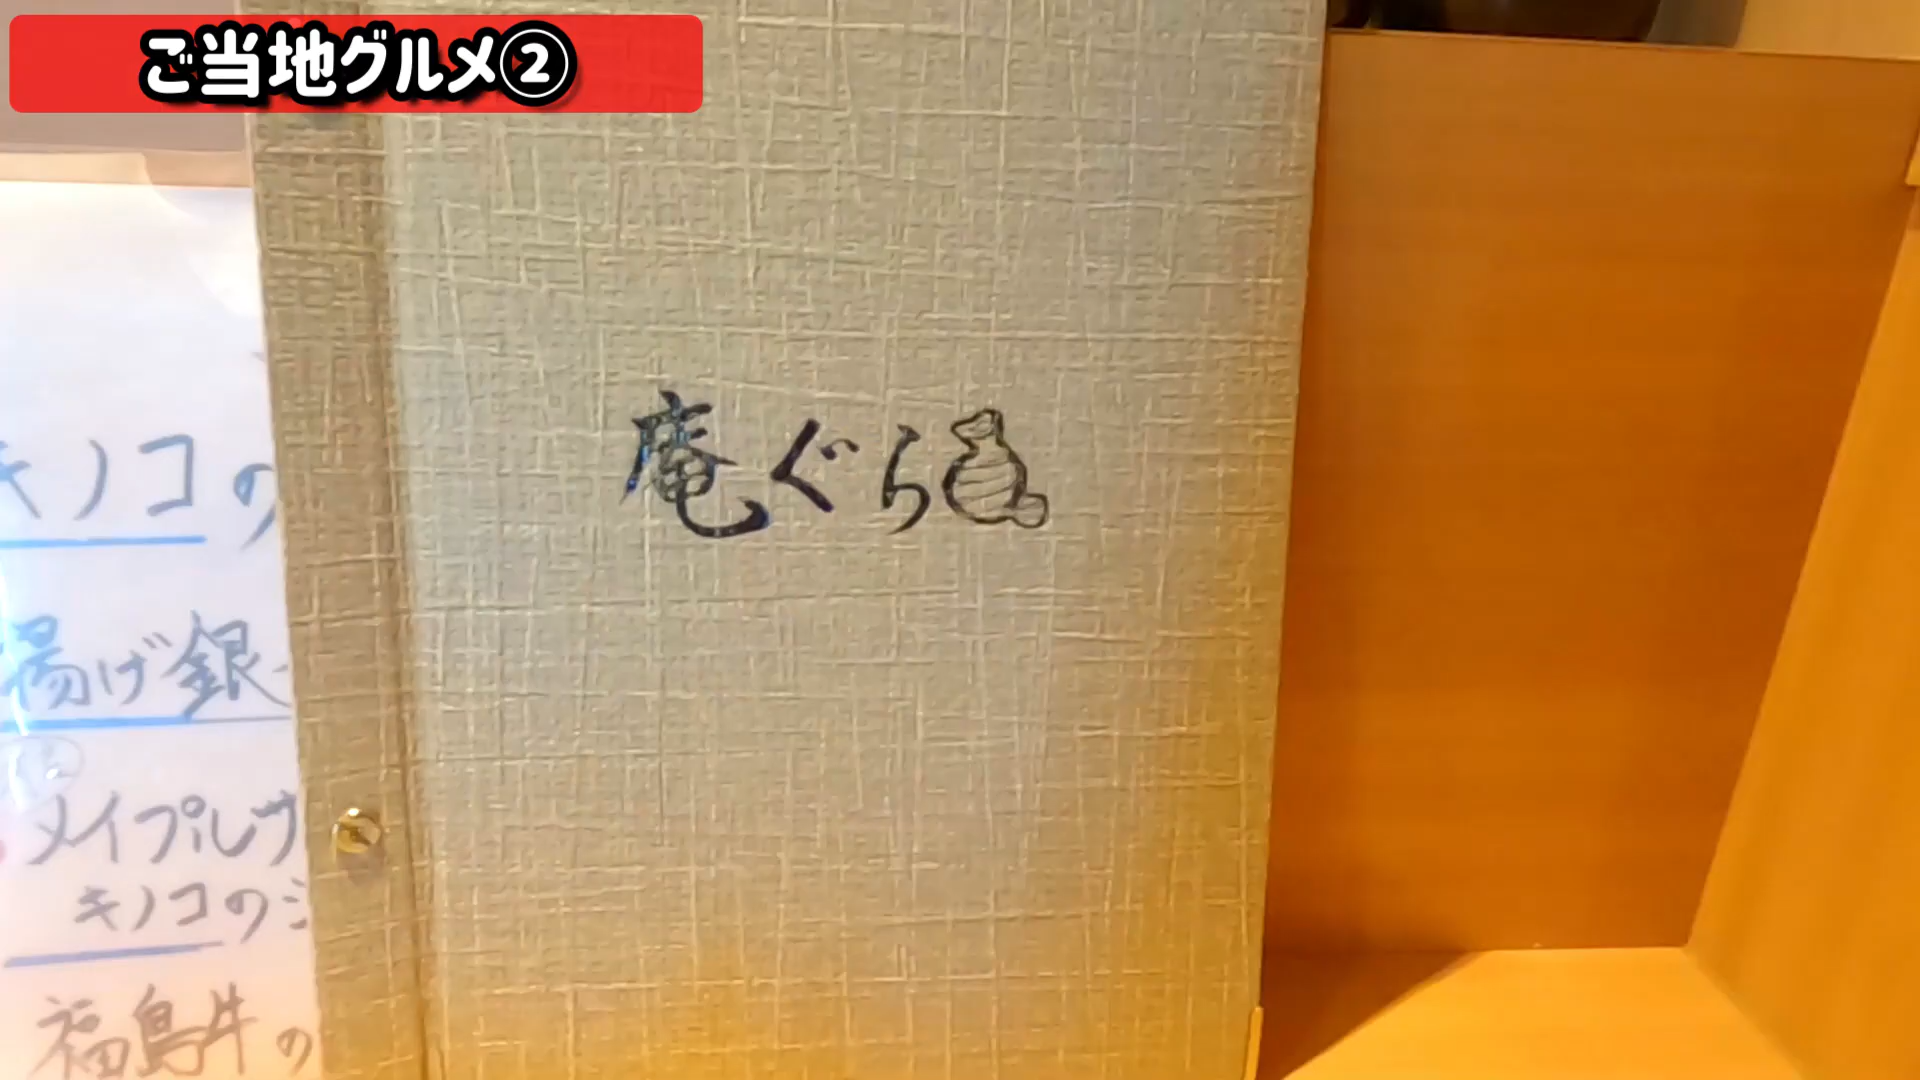 ご当地グルメ②
庵ぐら
キノコの
揚げ銀
メイプルサ
キノコの
福島牛の